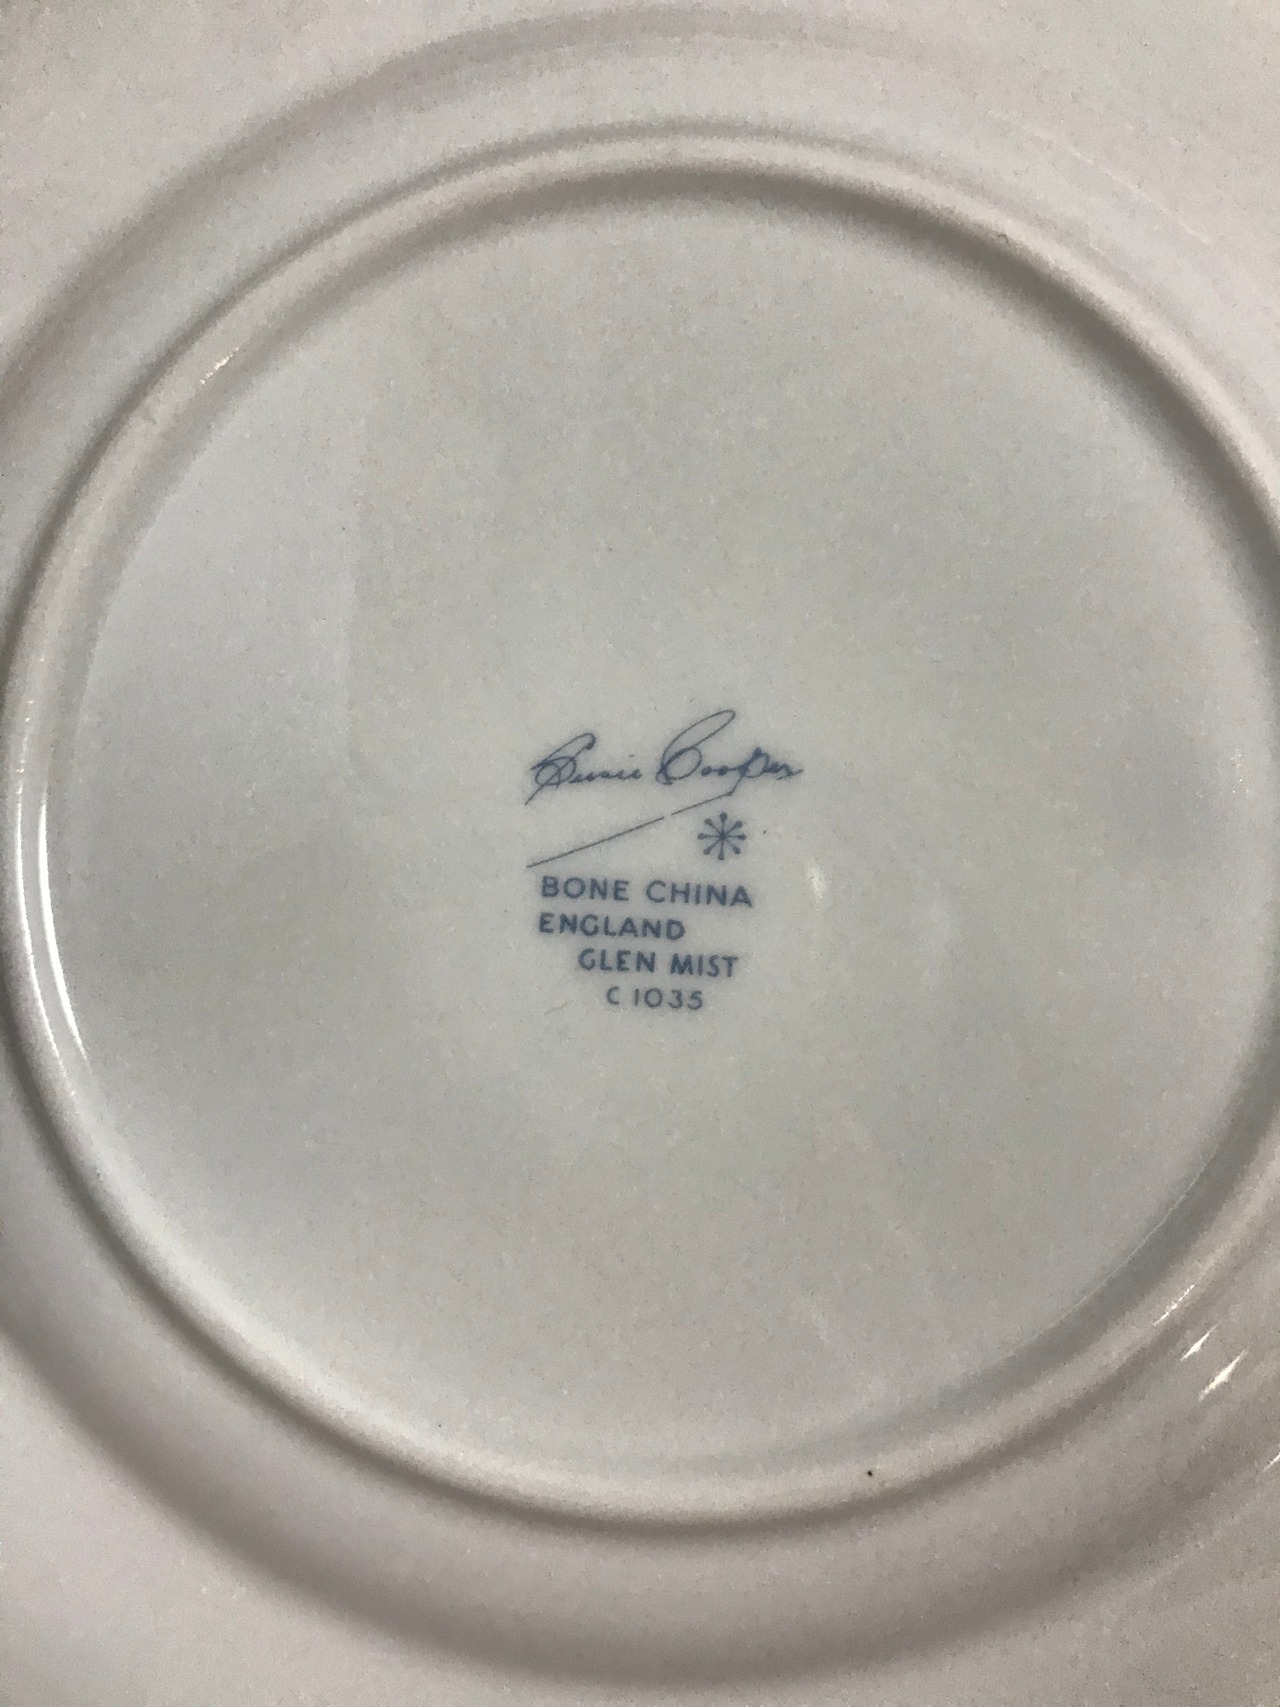 Susie Cooper
BONE CHINA
ENGLAND
GLEN MIST
C 1035